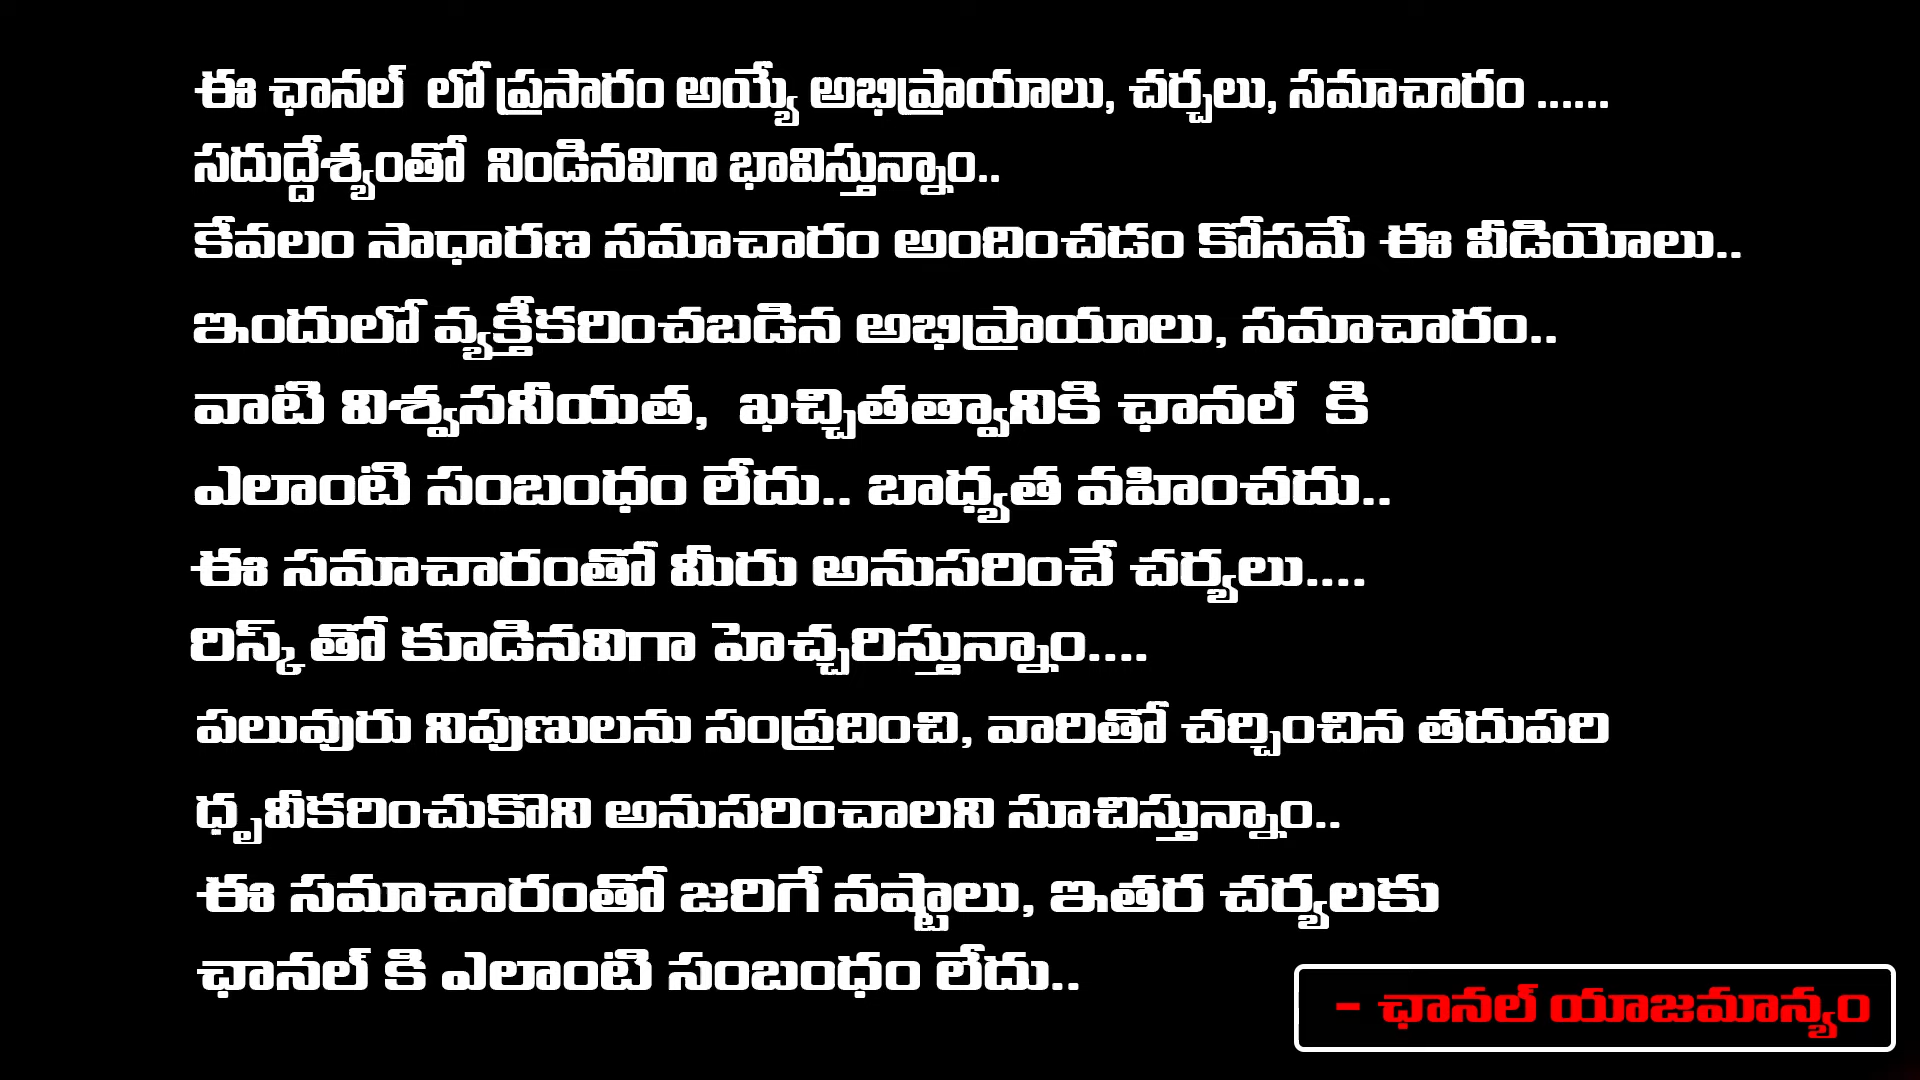 ఈ ఛానల్ లో ప్రసారం అయ్యే అభిప్రాయాలు, చర్చలు, సమాచారం ......
సదుద్దేశ్యంతో నిండినవిగా భావిస్తున్నాం..
కేవలం సాధారణ సమాచారం అందించడం కోసమే ఈ వీడియోలు..
ఇందులో వ్యక్తీకరించబడిన అభిప్రాయాలు, సమాచారం..
వాటి విశ్వసనీయత, ఖచ్చితత్వానికి ఛానల్ కి
ఎలాంటి సంబంధం లేదు.. బాధ్యత వహించదు..
ఈ సమాచారంతో మీరు అనుసరించే చర్యలు....
రిస్క్ తో కూడినవిగా హెచ్చరిస్తున్నాం....
పలువురు నిపుణులను సంప్రదించి, వారితో చర్చించిన తదుపరి
ధృవీకరించుకొని అనుసరించాలని సూచిస్తున్నాం..
ఈ సమాచారంతో జరిగే నష్టాలు, ఇతర చర్యలకు
ఛానల్ కి ఎలాంటి సంబంధం లేదు..
- ఛానల్ యాజమాన్యం